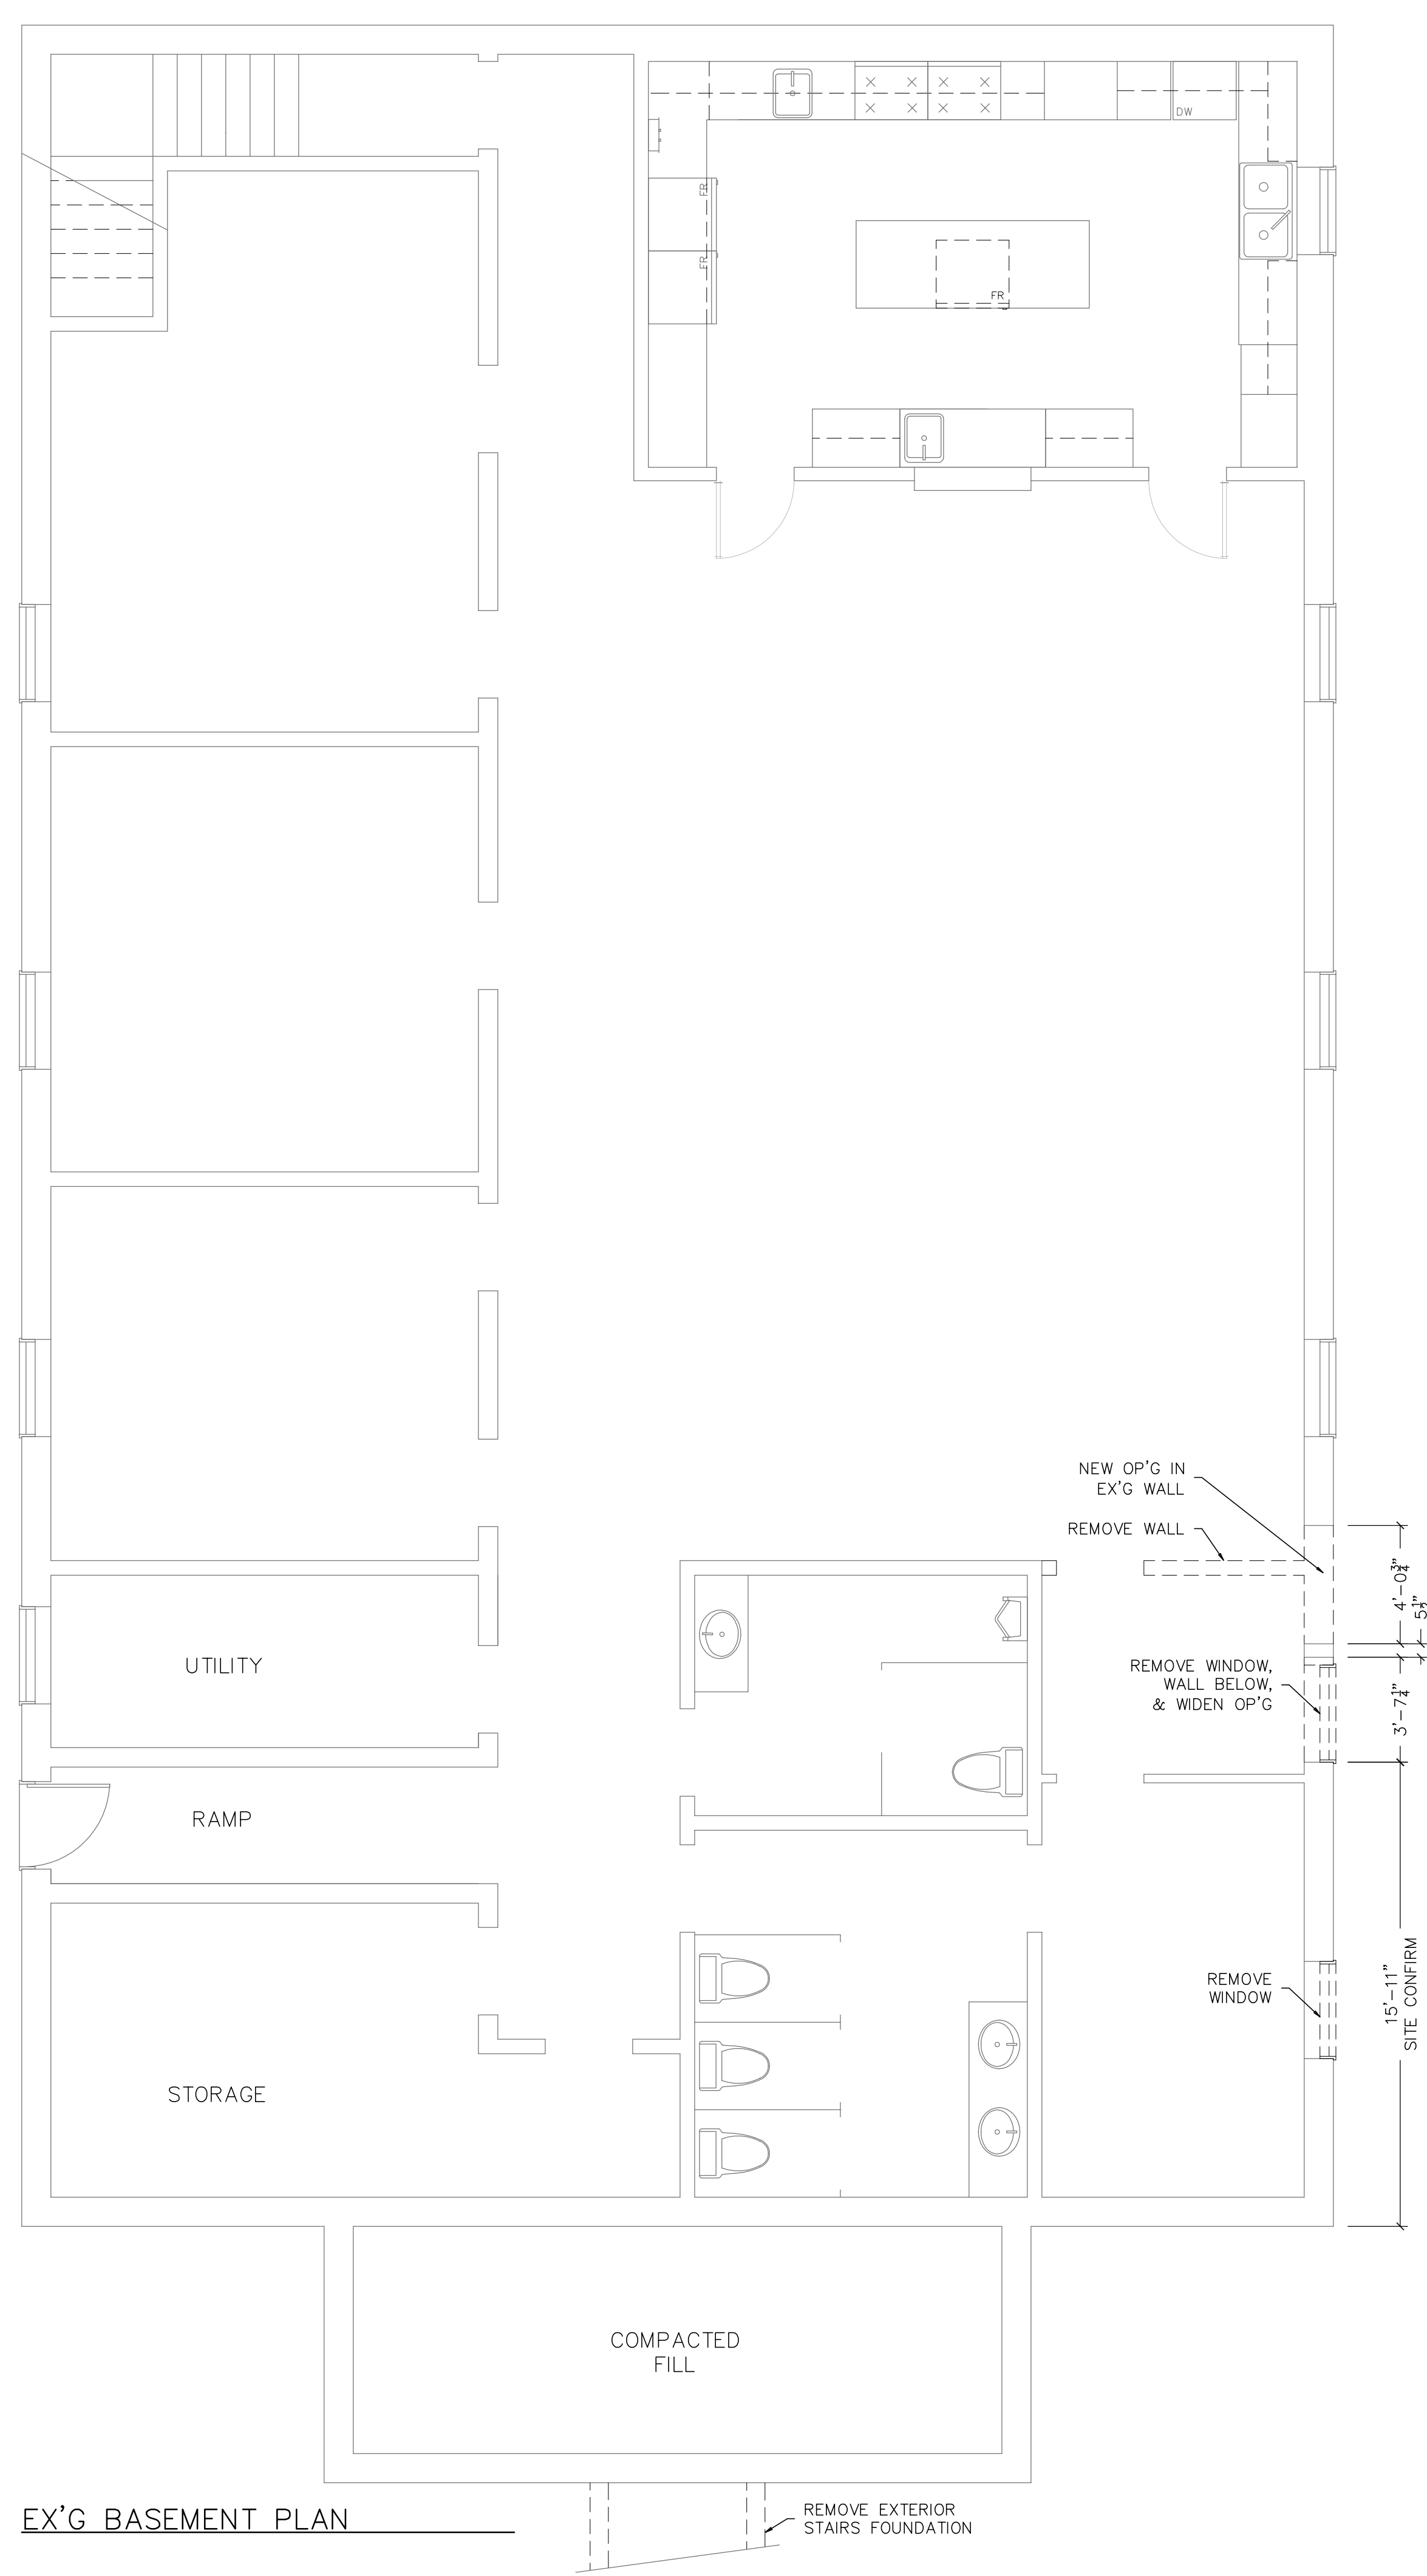 DW
FR
FR
FR
NEW OP'G IN
EX'G WALL
REMOVE WALL
4'-0¾"
5½"
REMOVE WINDOW,
WALL BELOW,
& WIDEN OP'G
3'-7¼"
UTILITY
RAMP
REMOVE
WINDOW
15'-11"
SITE CONFIRM
STORAGE
COMPACTED
FILL
EX'G BASEMENT PLAN
REMOVE EXTERIOR
STAIRS FOUNDATION